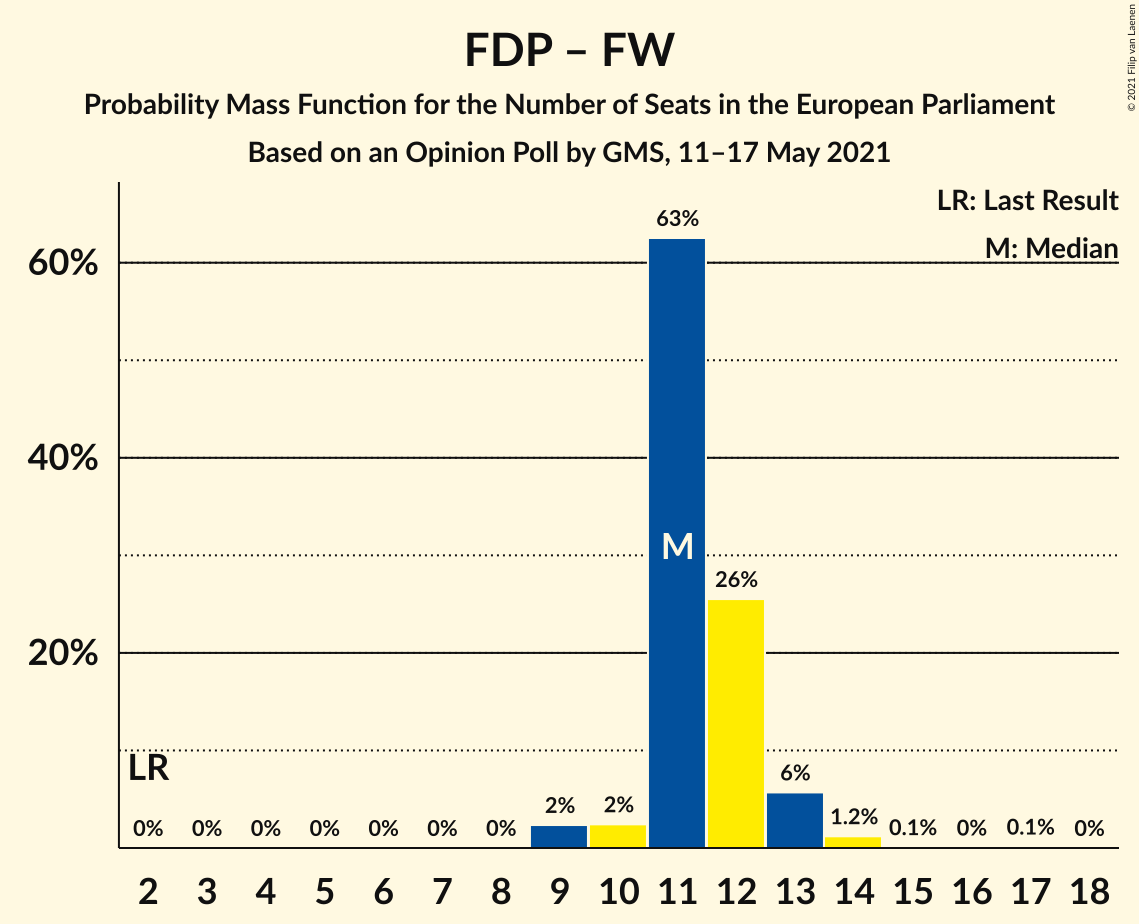 FDP – FW
Probability Mass Function for the Number of Seats in the European Parliament
Based on an Opinion Poll by GMS, 11–17 May 2021
© 2021 Filip van Laenen
LR: Last Result
M: Median
63%
60%
40%
M
26%
20%
LR
6%
2%
2%
1.2%
0% 0% 0% 0% 0% 0% 0% 0.1% 0% 0.1% 0%
2 3 4 5 6 7 8 9 10 11 12 13 14 15 16 17 18